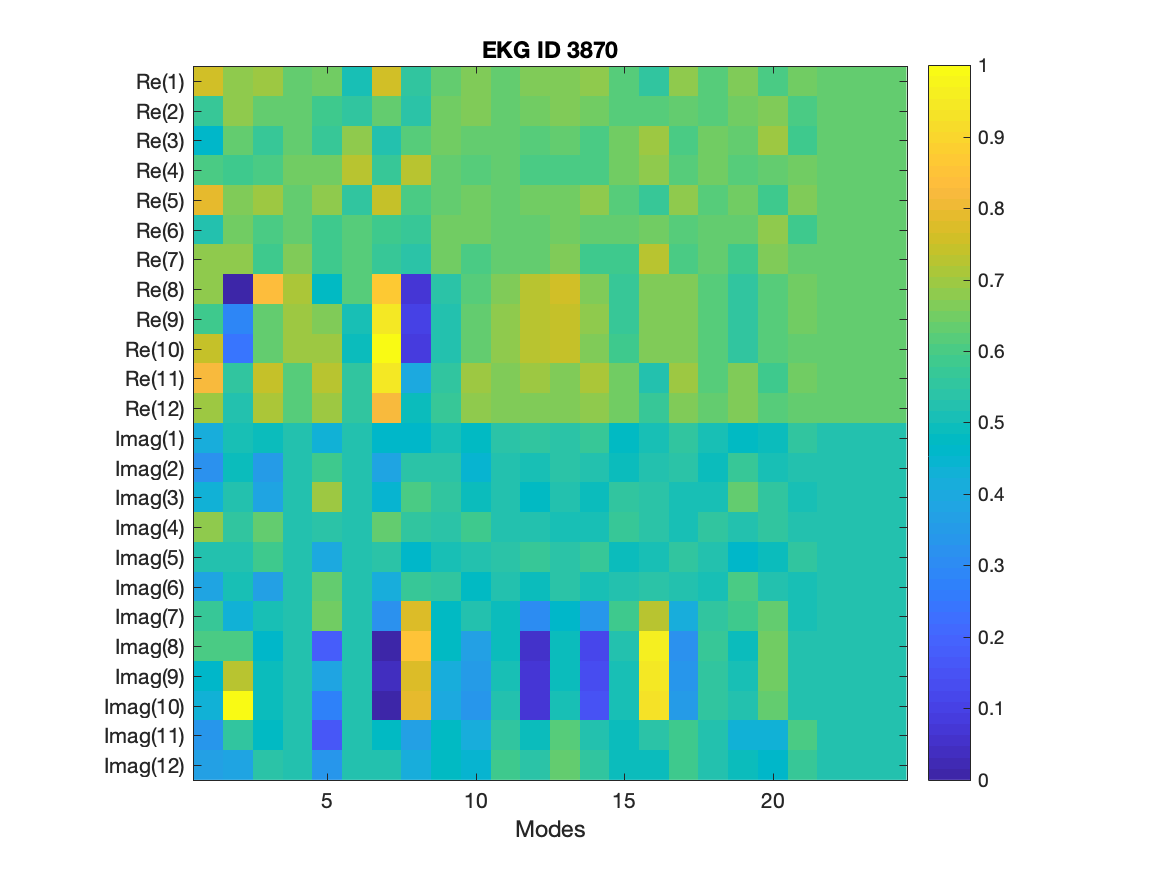 EKG ID 3870
Re(1)
Re(2)
Re(3)
Re(4)
Re(5)
Re(6)
Re(7)
Re(8)
Re(9)
Re(10)
Re(11)
Re(12)
Imag(1)
Imag(2)
Imag(3)
Imag(4)
Imag(5)
Imag(6)
Imag(7)
Imag(8)
Imag(9)
Imag(10)
Imag(11)
Imag(12)
5 10 15 20
Modes
1
0.9
0.8
0.7
0.6
0.5
0.4
0.3
0.2
0.1
0